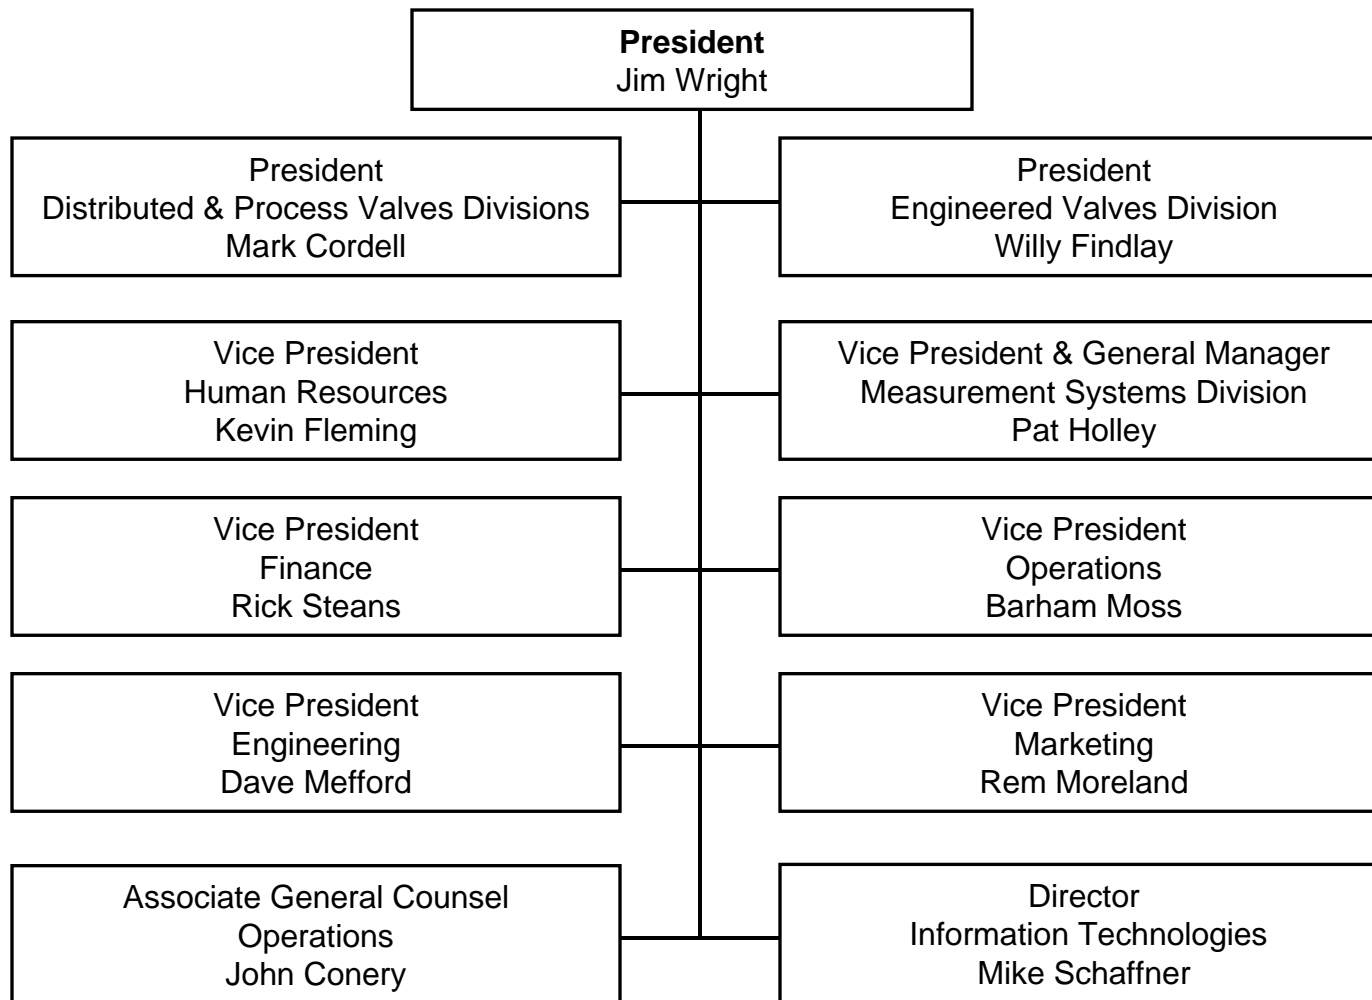 President
Jim Wright
President
Distributed & Process Valves Divisions
Mark Cordell
President
Engineered Valves Division
Willy Findlay
Vice President
Human Resources
Kevin Fleming
Vice President & General Manager
Measurement Systems Division
Pat Holley
Vice President
Finance
Rick Steans
Vice President
Operations
Barham Moss
Vice President
Engineering
Dave Mefford
Vice President
Marketing
Rem Moreland
Associate General Counsel
Operations
John Conery
Director
Information Technologies
Mike Schaffner